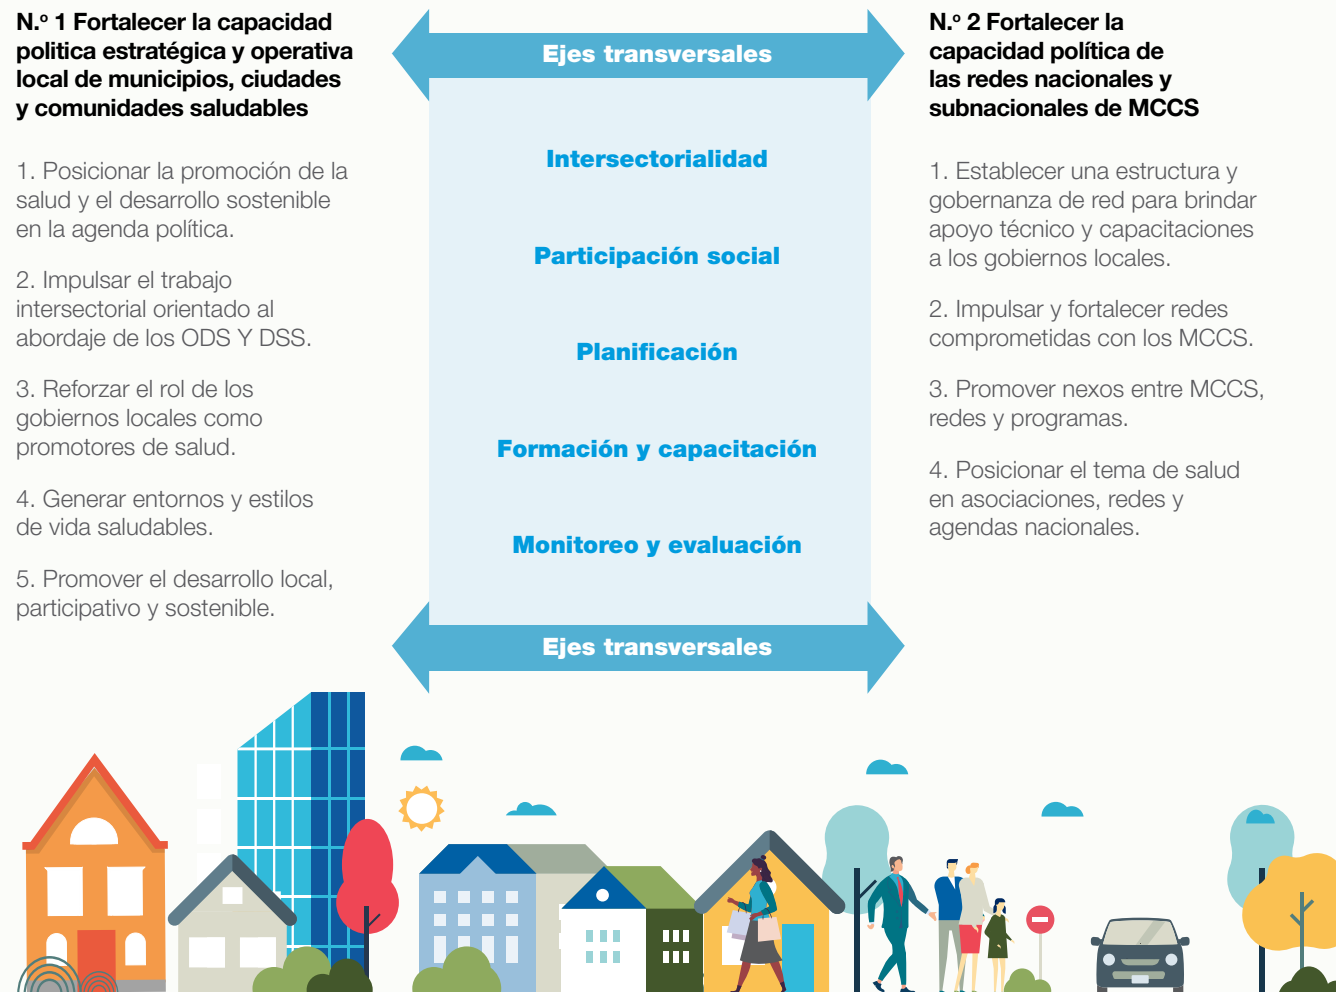 N.º 1 Fortalecer la capacidad
politica estratégica y operativa
local de municipios, ciudades
y comunidades saludables
1. Posicionar la promoción de la
salud y el desarrollo sostenible
en la agenda política.
2. Impulsar el trabajo
intersectorial orientado al
abordaje de los ODS Y DSS.
3. Reforzar el rol de los
gobiernos locales como
promotores de salud.
4. Generar entornos y estilos
de vida saludables.
5. Promover el desarrollo local,
participativo y sostenible.
Ejes transversales
Intersectorialidad
Participación social
Planificación
Formación y capacitación
Monitoreo y evaluación
Ejes transversales
N.º 2 Fortalecer la
capacidad política de
las redes nacionales y
subnacionales de MCCS
1. Establecer una estructura y
gobernanza de red para brindar
apoyo técnico y capacitaciones
a los gobiernos locales.
2. Impulsar y fortalecer redes
comprometidas con los MCCS.
3. Promover nexos entre MCCS,
redes y programas.
4. Posicionar el tema de salud
en asociaciones, redes y
agendas nacionales.